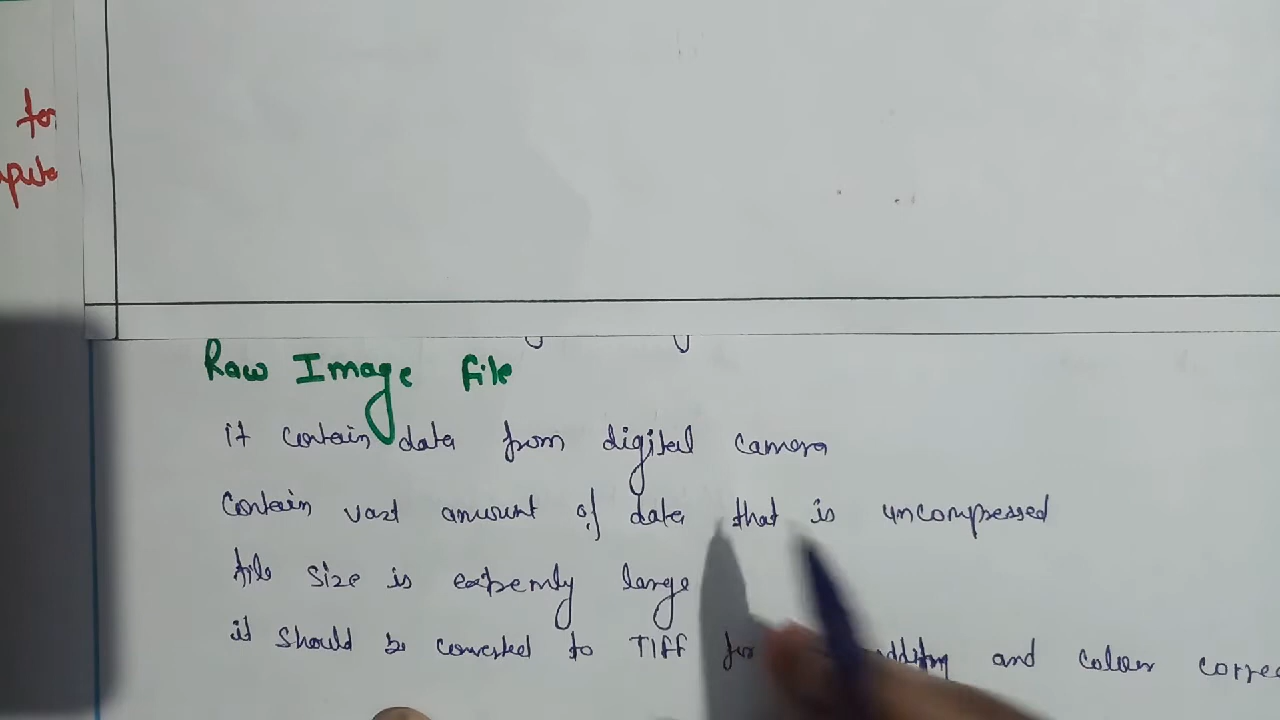 for
Raw Image file
it contain data from digital camera
contain vast amount of data that is uncompressed
file size is extremly large
it should be converted to TIFF for and colour